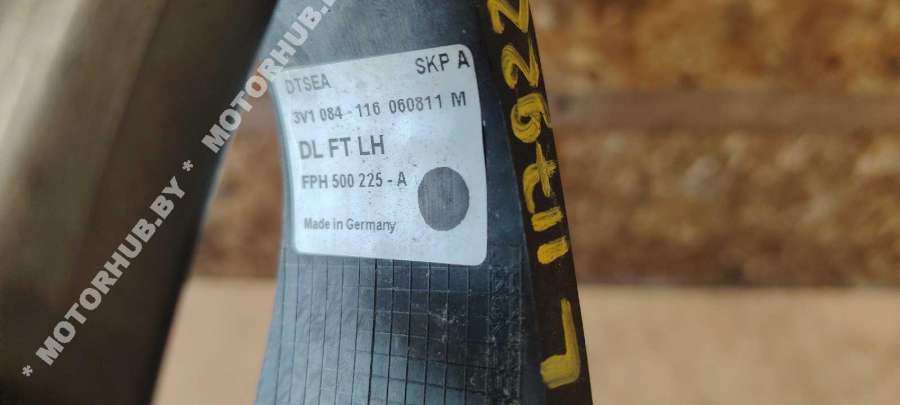 DTSEA SKP A
3V1 084 - 116 060811 M
DL FT LH
FPH 500 225 - A
Made in Germany
* MOTORHUB.BY * MOTORHUB.BY